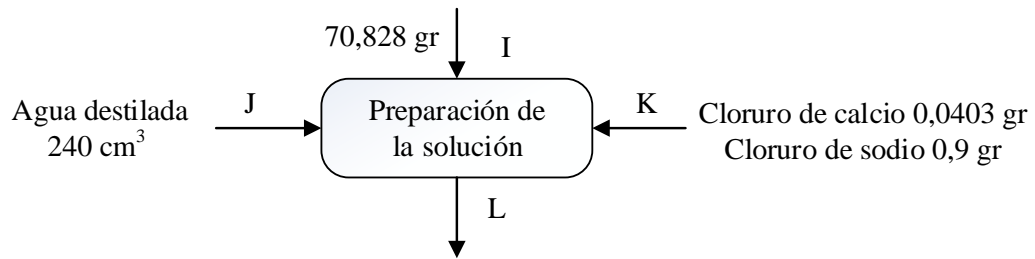 70,828 gr
I
Agua destilada
240 cm³
J
Preparación de
la solución
K
Cloruro de calcio 0,0403 gr
Cloruro de sodio 0,9 gr
L